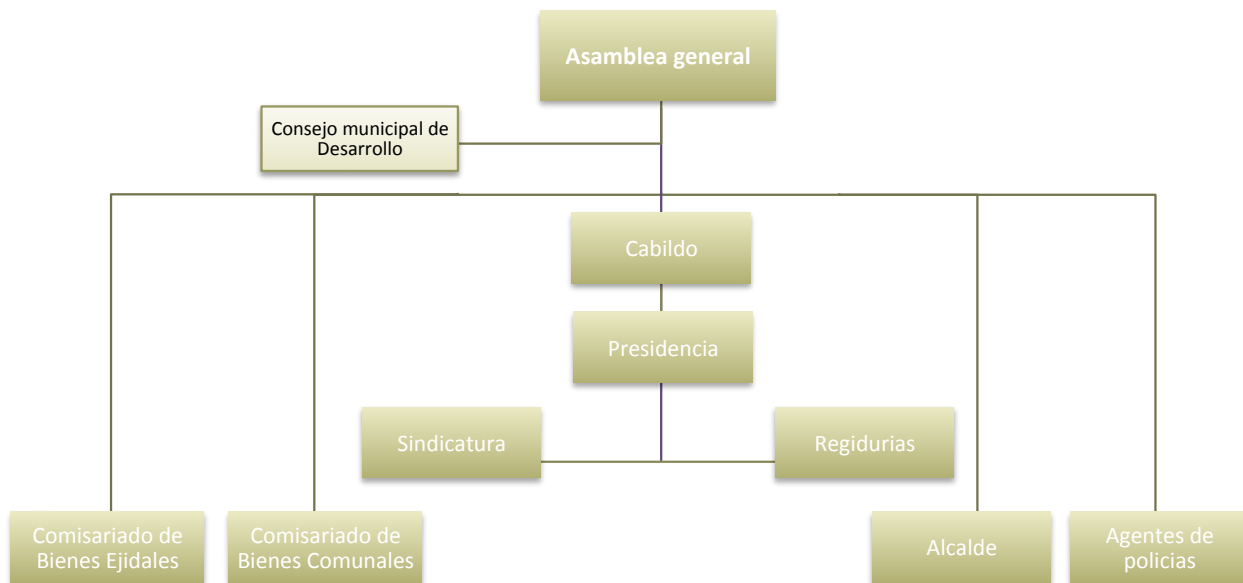 Asamblea general
Consejo municipal de
Desarrollo
Cabildo
Presidencia
Sindicatura
Regidurias
Comisariado de
Bienes Ejidales
Comisariado de
Bienes Comunales
Alcalde
Agentes de
policias